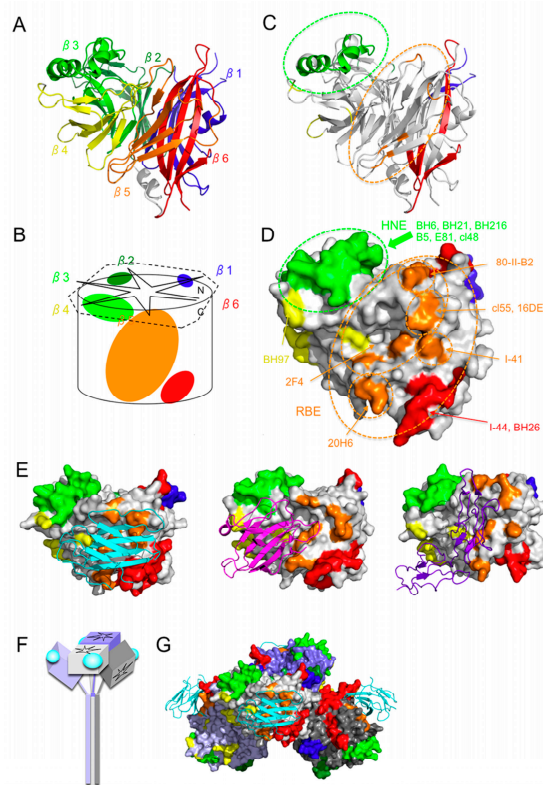 A
β3
β2
β1
β4
β5
β6
C
B
β2
β3
β1
β4
N
C
β6
D
HNE
BH6, BH21, BH216
B5, E81, cl48
80-II-B2
cl55, 16DE
BH97
I-41
2F4
RBE
20H6
I-44, BH26
E
F
G